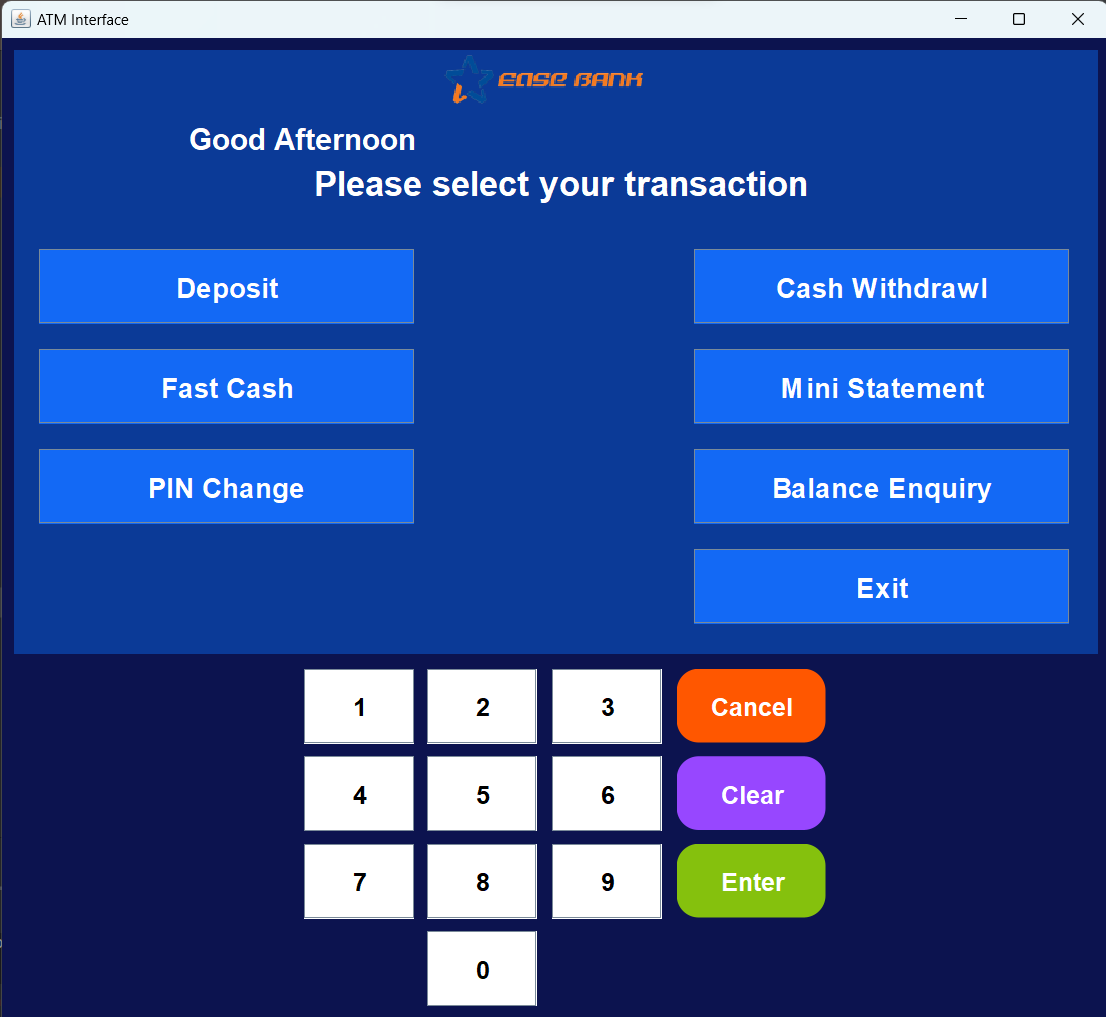 ATM Interface
EASE BANK
Good Afternoon
Please select your transaction
Deposit
Cash Withdrawl
Fast Cash
Mini Statement
PIN Change
Balance Enquiry
Exit
1 2 3 Cancel
4 5 6 Clear
7 8 9 Enter
0